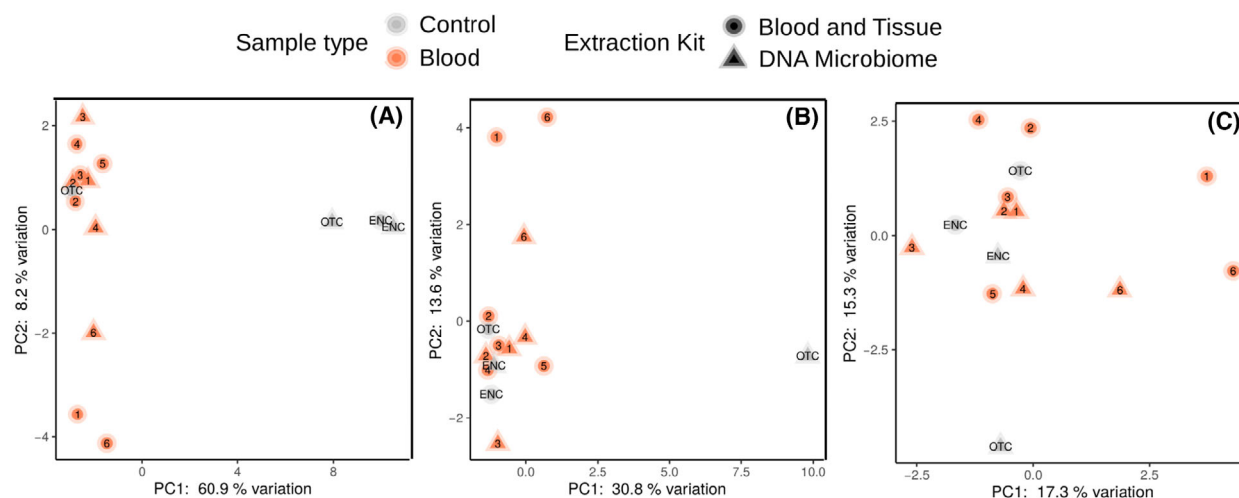 Sample type
Control
Blood
Extraction Kit
Blood and Tissue
DNA Microbiome
(A)
2
0
−2
−4
PC2: 8.2 % variation
3
4
5
3
2
1
OTC
2
4
6
1
6
OTC
ENC
ENC
0
4
8
PC1: 60.9 % variation
(B)
4
2
0
−2
PC2: 13.6 % variation
6
1
6
2
OTC
4
3
1
2
ENC
4
5
ENC
3
OTC
0.0
2.5
5.0
7.5
10.0
PC1: 30.8 % variation
(C)
2.5
0.0
−2.5
PC2: 15.3 % variation
4
2
OTC
1
3
2
1
ENC
3
ENC
6
5
4
6
OTC
−2.5
0.0
2.5
PC1: 17.3 % variation